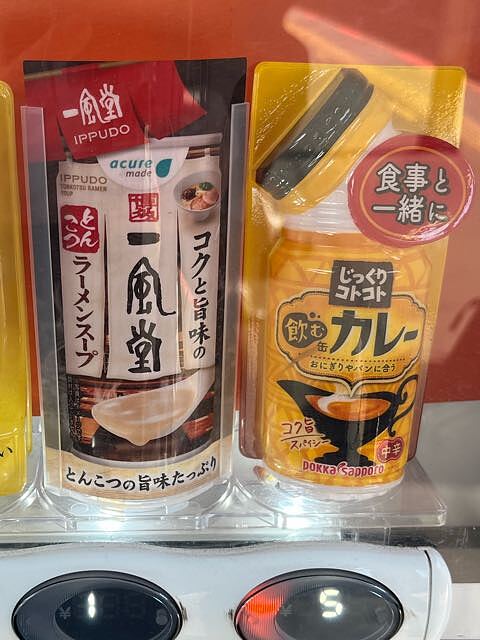 一風堂
IPPUDO
acure
made
IPPUDO
TONKOTSU RAMEN
SOUP
とんこつ
ラーメンスープ
一風堂
コクと旨味の
とんこつの旨味たっぷり
食事と
一緒に
じっくり
コトコト
飲む
缶
カレー
おにぎりやパンに合う
コク旨
スパイシー
中辛
pokka sapporo
い